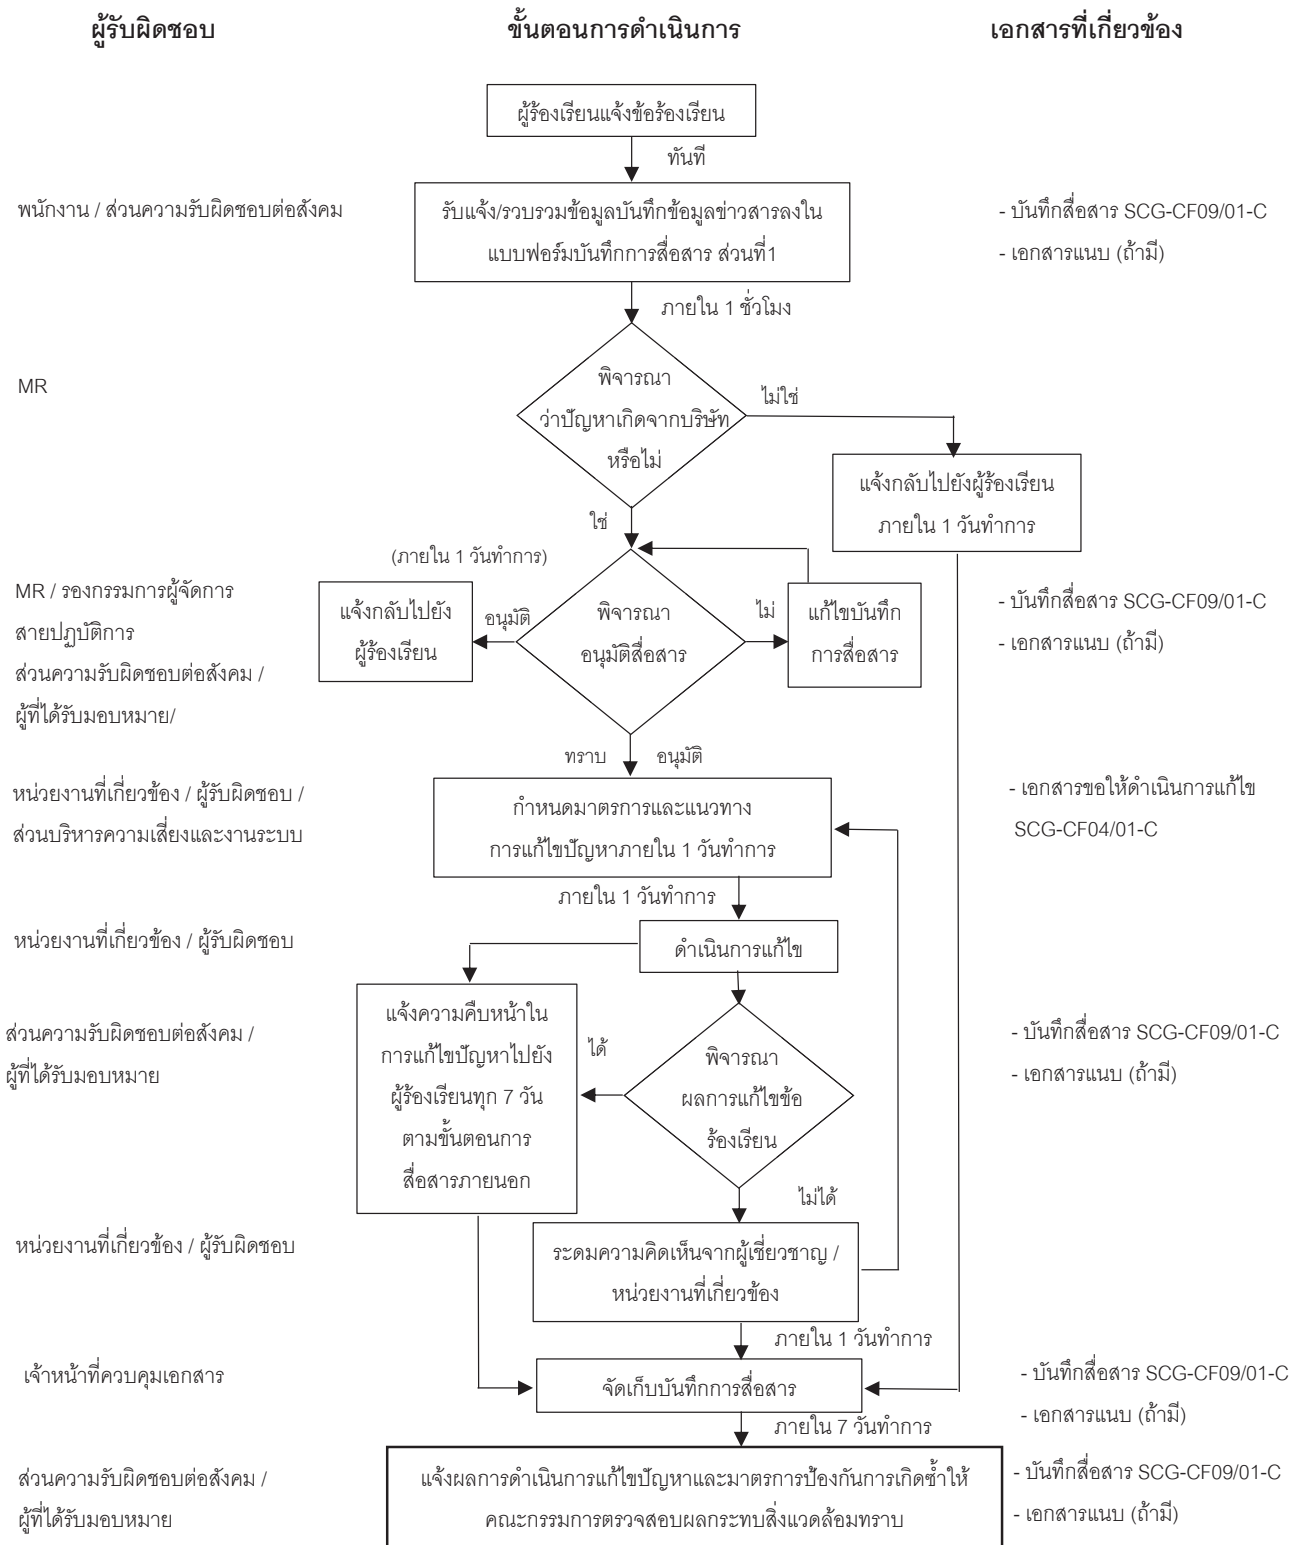 ผู้รับผิดชอบ
ขั้นตอนการดำเนินการ
เอกสารที่เกี่ยวข้อง
ผู้ร้องเรียนแจ้งข้อร้องเรียน
ทันที
พนักงาน / ส่วนความรับผิดชอบต่อสังคม
รับแจ้ง/รวบรวมข้อมูลบันทึกข้อมูลข่าวสารลงใน
แบบฟอร์มบันทึกการสื่อสาร ส่วนที่1
- บันทึกสื่อสาร SCG-CF09/01-C
- เอกสารแนบ (ถ้ามี)
ภายใน 1 ชั่วโมง
MR
พิจารณา
ว่าปัญหาเกิดจากบริษัท
หรือไม่
ไม่ใช่
แจ้งกลับไปยังผู้ร้องเรียน
ภายใน 1 วันทำการ
ใช่
(ภายใน 1 วันทำการ)
MR / รองกรรมการผู้จัดการ
สายปฏบัติการ
ส่วนความรับผิดชอบต่อสังคม /
ผู้ที่ได้รับมอบหมาย/
แจ้งกลับไปยัง
ผู้ร้องเรียน
อนุมัติ
พิจารณา
อนุมัติสื่อสาร
ไม่
แก้ไขบันทึก
การสื่อสาร
- บันทึกสื่อสาร SCG-CF09/01-C
- เอกสารแนบ (ถ้ามี)
ทราบ
อนุมัติ
หน่วยงานที่เกี่ยวข้อง / ผู้รับผิดชอบ /
ส่วนบริหารความเสี่ยงและงานระบบ
กำหนดมาตรการและแนวทาง
การแก้ไขปัญหาภายใน 1 วันทำการ
- เอกสารขอให้ดำเนินการแก้ไข
SCG-CF04/01-C
ภายใน 1 วันทำการ
หน่วยงานที่เกี่ยวข้อง / ผู้รับผิดชอบ
ดำเนินการแก้ไข
ส่วนความรับผิดชอบต่อสังคม /
ผู้ที่ได้รับมอบหมาย
แจ้งความคืบหน้าใน
การแก้ไขปัญหาไปยัง
ผู้ร้องเรียนทุก 7 วัน
ตามขั้นตอนการ
สื่อสารภายนอก
ได้
พิจารณา
ผลการแก้ไขข้อ
ร้องเรียน
- บันทึกสื่อสาร SCG-CF09/01-C
- เอกสารแนบ (ถ้ามี)
ไม่ได้
หน่วยงานที่เกี่ยวข้อง / ผู้รับผิดชอบ
ระดมความคิดเห็นจากผู้เชี่ยวชาญ /
หน่วยงานที่เกี่ยวข้อง
ภายใน 1 วันทำการ
เจ้าหน้าที่ควบคุมเอกสาร
จัดเก็บบันทึกการสื่อสาร
- บันทึกสื่อสาร SCG-CF09/01-C
- เอกสารแนบ (ถ้ามี)
ภายใน 7 วันทำการ
ส่วนความรับผิดชอบต่อสังคม /
ผู้ที่ได้รับมอบหมาย
แจ้งผลการดำเนินการแก้ไขปัญหาและมาตรการป้องกันการเกิดซ้ำให้
คณะกรรมการตรวจสอบผลกระทบสิ่งแวดล้อมทราบ
- บันทึกสื่อสาร SCG-CF09/01-C
- เอกสารแนบ (ถ้ามี)